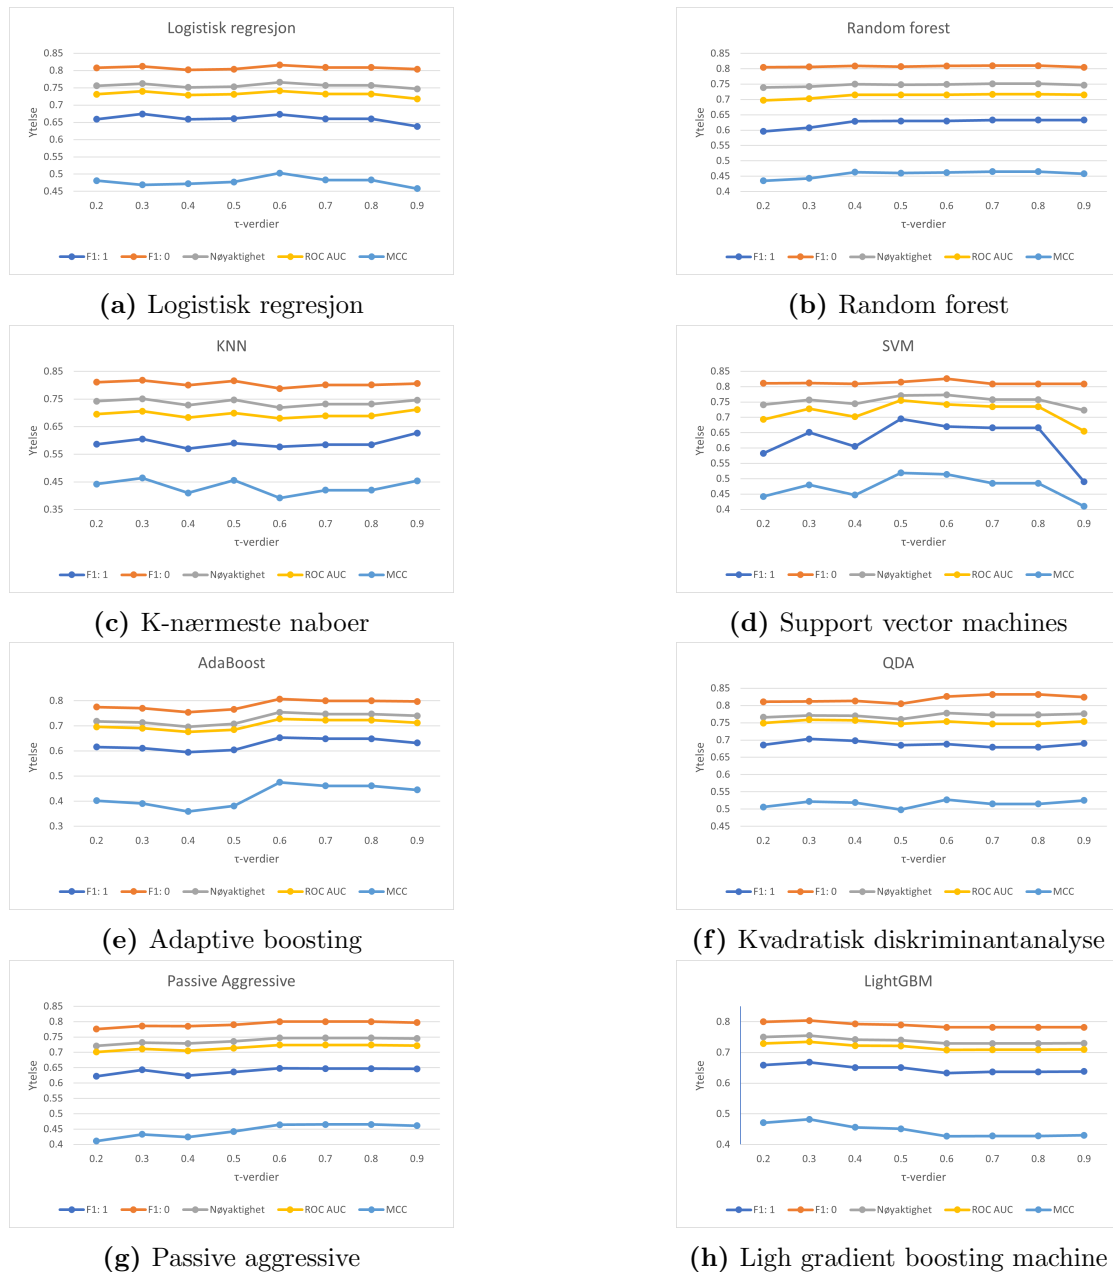 Logistisk regresjon
0.85
0.8
0.75
0.7
0.65
0.6
0.55
0.5
0.45
Ytelse
0.2 0.3 0.4 0.5 0.6 0.7 0.8 0.9
τ-verdier
F1: 1 F1: 0 Nøyaktighet ROC AUC MCC
(a) Logistisk regresjon
Random forest
0.85
0.8
0.75
0.7
0.65
0.6
0.55
0.5
0.45
0.4
Ytelse
0.2 0.3 0.4 0.5 0.6 0.7 0.8 0.9
τ-verdier
F1: 1 F1: 0 Nøyaktighet ROC AUC MCC
(b) Random forest
KNN
0.85
0.75
0.65
0.55
0.45
0.35
Ytelse
0.2 0.3 0.4 0.5 0.6 0.7 0.8 0.9
τ-verdier
F1: 1 F1: 0 Nøyaktighet ROC AUC MCC
(c) K-nærmeste naboer
SVM
0.85
0.8
0.75
0.7
0.65
0.6
0.55
0.5
0.45
0.4
Ytelse
0.2 0.3 0.4 0.5 0.6 0.7 0.8 0.9
τ-verdier
F1: 1 F1: 0 Nøyaktighet ROC AUC MCC
(d) Support vector machines
AdaBoost
0.8
0.7
0.6
0.5
0.4
0.3
Ytelse
0.2 0.3 0.4 0.5 0.6 0.7 0.8 0.9
τ-verdier
F1: 1 F1: 0 Nøyaktighet ROC AUC MCC
(e) Adaptive boosting
QDA
0.85
0.8
0.75
0.7
0.65
0.6
0.55
0.5
0.45
Ytelse
0.2 0.3 0.4 0.5 0.6 0.7 0.8 0.9
τ-verdier
F1: 1 F1: 0 Nøyaktighet ROC AUC MCC
(f) Kvadratisk diskriminantanalyse
Passive Aggressive
0.85
0.8
0.75
0.7
0.65
0.6
0.55
0.5
0.45
0.4
Ytelse
0.2 0.3 0.4 0.5 0.6 0.7 0.8 0.9
τ-verdier
F1: 1 F1: 0 Nøyaktighet ROC AUC MCC
(g) Passive aggressive
LightGBM
0.8
0.7
0.6
0.5
0.4
Ytelse
0.2 0.3 0.4 0.5 0.6 0.7 0.8 0.9
τ-verdier
F1: 1 F1: 0 Nøyaktighet ROC AUC MCC
(h) Ligh gradient boosting machine